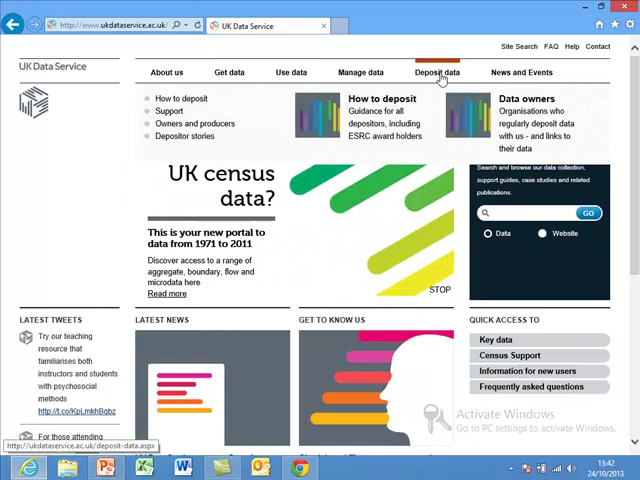 http://www.ukdataservice.ac.uk/
UK Data Service
Site Search FAQ Help Contact
UK Data Service
About us Get data Use data Manage data Deposit data News and Events
How to deposit
Support
Owners and producers
Depositor stories
How to deposit
Guidance for all
depositors, including
ESRC award holders
Data owners
Organisations who
regularly deposit data
with us - and links to
their data
UK census
data?
This is your new portal to
data from 1971 to 2011
Discover access to a range of
aggregate, boundary, flow and
microdata here
Read more
STOP
Search and browse our data collection,
support guides, case studies and related
publications.
GO
Data Website
LATEST TWEETS
Try our teaching
resource that
familiarises both
instructors and students
with psychosocial
methods
http://t.co/KpLmkhBqbz
For those attending
LATEST NEWS
GET TO KNOW US
QUICK ACCESS TO
Key data
Census Support
Information for new users
Frequently asked questions
Activate Windows
Go to PC settings to activate Windows.
http://ukdataservice.ac.uk/deposit-data.aspx
13:42
24/10/2013